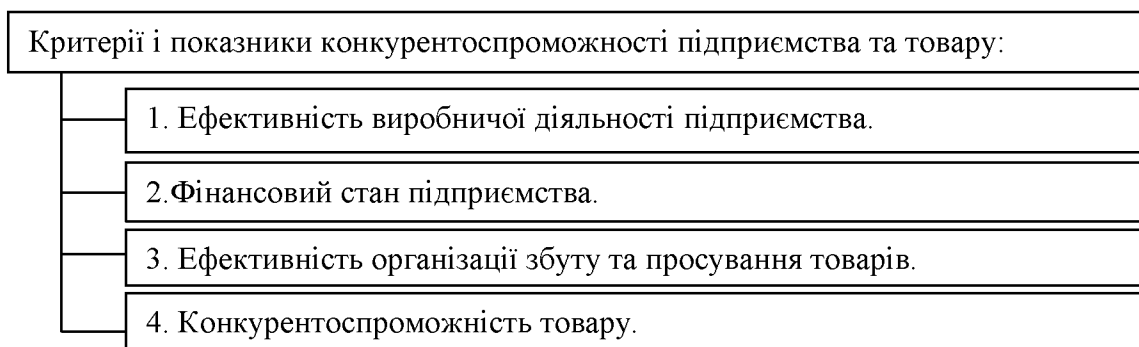 Критерії і показники конкурентоспроможності підприємства та товару:
1. Ефективність виробничої діяльності підприємства.
2.Фінансовий стан підприємства.
3. Ефективність організації збуту та просування товарів.
4. Конкурентоспроможність товару.